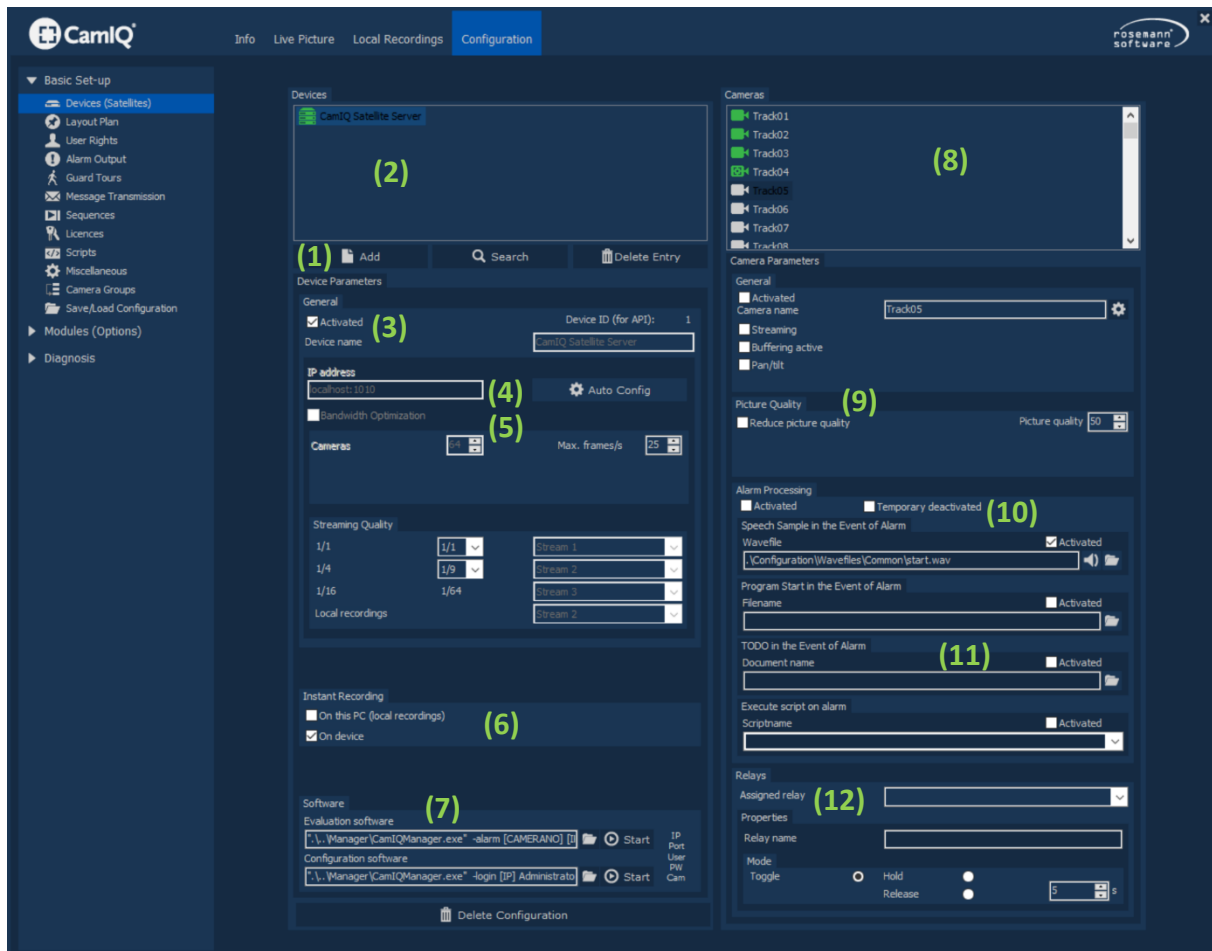 CamIQ®
Info Live Picture Local Recordings Configuration
rosemann®
software
Basic Set-up
Devices (Satellites)
Layout Plan
User Rights
Alarm Output
Guard Tours
Message Transmission
Sequences
Licences
Scripts
Miscellaneous
Camera Groups
Save/Load Configuration
Modules (Options)
Diagnosis
Devices
CamIQ Satellite Server
(2)
(1) Add Search Delete Entry
Device Parameters
General
Activated (3) Device ID (for API): 1
Device name CamIQ Satellite Server
IP address
localhost:1010 (4) Auto Config
Bandwidth Optimization (5)
Cameras 64 Max. frames/s 25
Streaming Quality
1/1 1/1 Stream 1
1/4 1/9 Stream 2
1/16 1/64 Stream 3
Local recordings Stream 2
Instant Recording
On this PC (local recordings) (6)
On device
Software (7)
Evaluation software
".\..\Manager\CamIQManager.exe" -alarm [CAMERANO] Start
Configuration software
".\..\Manager\CamIQManager.exe" -login [IP] Administrato Start
IP
Port
User
PW
Cam
Delete Configuration
Cameras
Track01
Track02
Track03
Track04
Track05
Track06
Track07
Track08
(8)
Camera Parameters
General
Activated
Camera name Track05
Streaming
Buffering active
Pan/tilt
Picture Quality (9)
Reduce picture quality Picture quality 50
Alarm Processing
Activated Temporary deactivated (10)
Speech Sample in the Event of Alarm
Wavefile Activated
.\Configuration\Wavefiles\Common\start.wav
Program Start in the Event of Alarm
Filename Activated
TODO in the Event of Alarm
Document name (11) Activated
Execute script on alarm
Scriptname Activated
Relays
Assigned relay (12)
Properties
Relay name
Mode
Toggle Hold
Release 5 s